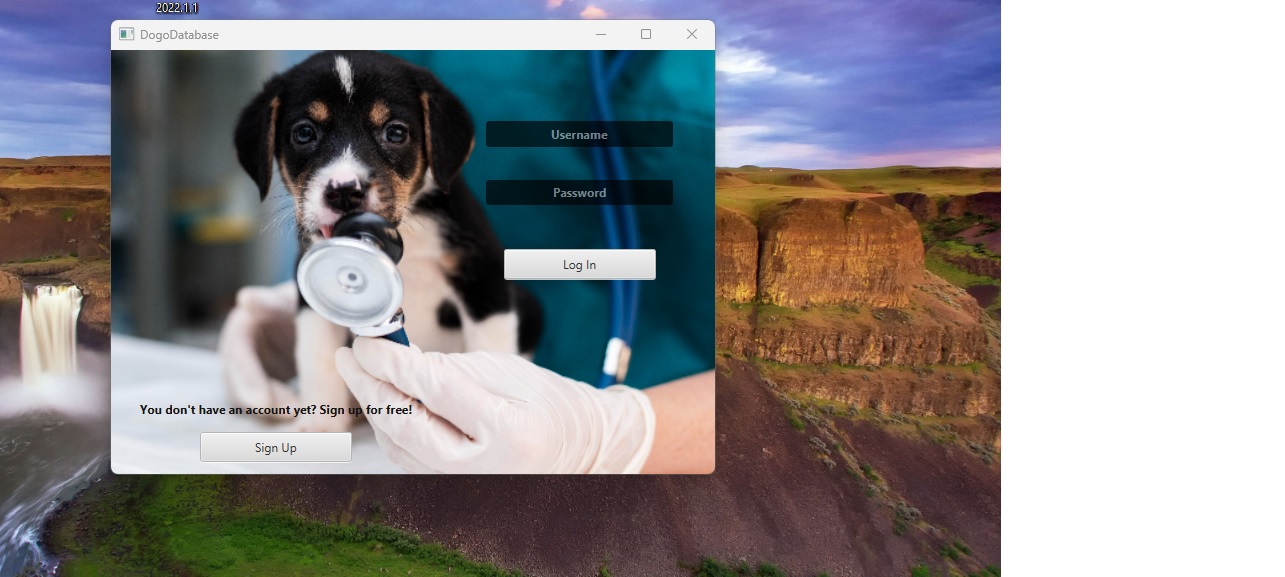 2022.1.1
DogoDatabase
Username
Password
Log In
You don't have an account yet? Sign up for free!
Sign Up